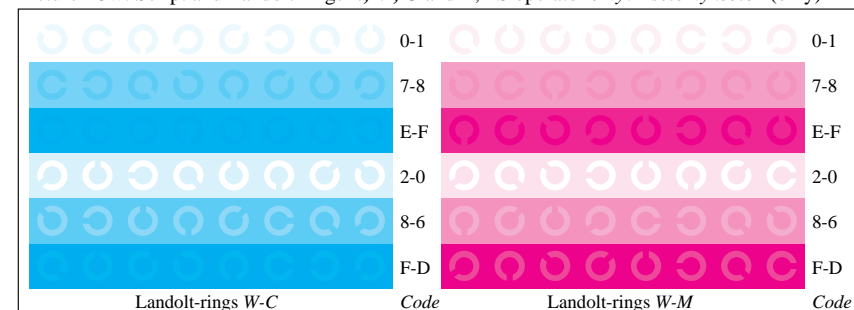 0-1 0-1
7-8 7-8
E-F E-F
2-0 2-0
8-6 8-6
F-D F-D
Landolt-rings W-C Code Landolt-rings W-M Code